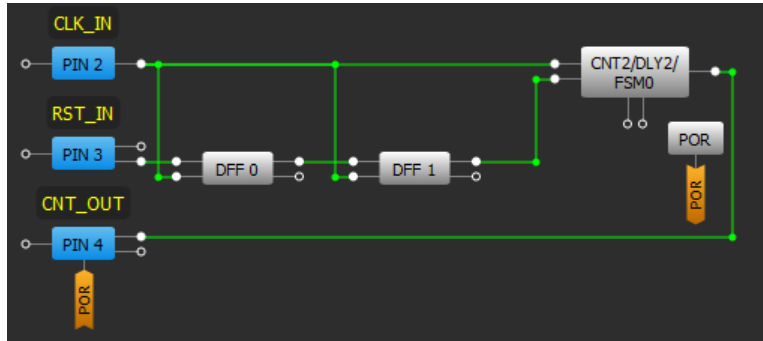 CLK_IN
PIN 2
CNT2/DLY2/
FSM0
RST_IN
PIN 3
DFF 0
DFF 1
POR
POR
CNT_OUT
PIN 4
POR